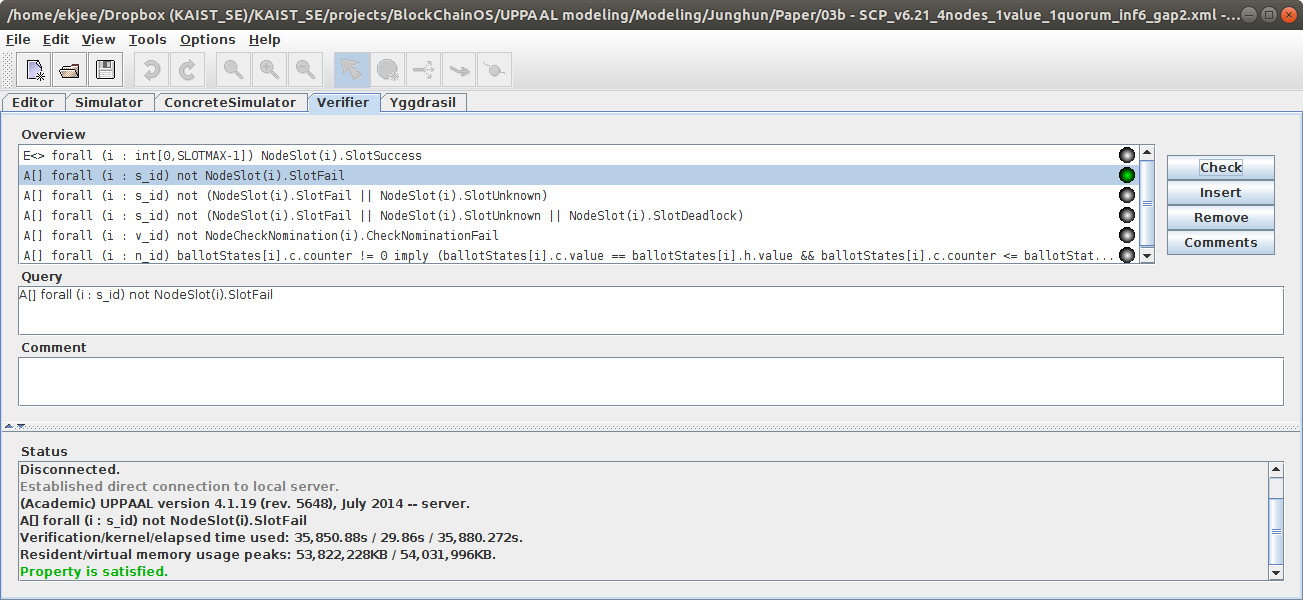 /home/ekjee/Dropbox (KAIST_SE)/KAIST_SE/projects/BlockChainOS/UPPAAL modeling/Modeling/Junghun/Paper/03b - SCP_v6.21_4nodes_1value_1quorum_inf6_gap2.xml -...
File Edit View Tools Options Help
Editor Simulator ConcreteSimulator Verifier Yggdrasil
Overview
E<> forall (i : int[0,SLOTMAX-1]) NodeSlot(i).SlotSuccess
A[] forall (i : s_id) not NodeSlot(i).SlotFail
Check
A[] forall (i : s_id) not (NodeSlot(i).SlotFail || NodeSlot(i).SlotUnknown)
Insert
A[] forall (i : s_id) not (NodeSlot(i).SlotFail || NodeSlot(i).SlotUnknown || NodeSlot(i).SlotDeadlock)
Remove
A[] forall (i : v_id) not NodeCheckNomination(i).CheckNominationFail
Comments
A[] forall (i : n_id) ballotStates[i].c.counter != 0 imply (ballotStates[i].c.value == ballotStates[i].h.value && ballotStates[i].c.counter <= ballotStat...
Query
A[] forall (i : s_id) not NodeSlot(i).SlotFail
Comment
Status
Disconnected.
Established direct connection to local server.
(Academic) UPPAAL version 4.1.19 (rev. 5648), July 2014 -- server.
A[] forall (i : s_id) not NodeSlot(i).SlotFail
Verification/kernel/elapsed time used: 35,850.88s / 29.86s / 35,880.272s.
Resident/virtual memory usage peaks: 53,822,228KB / 54,031,996KB.
Property is satisfied.